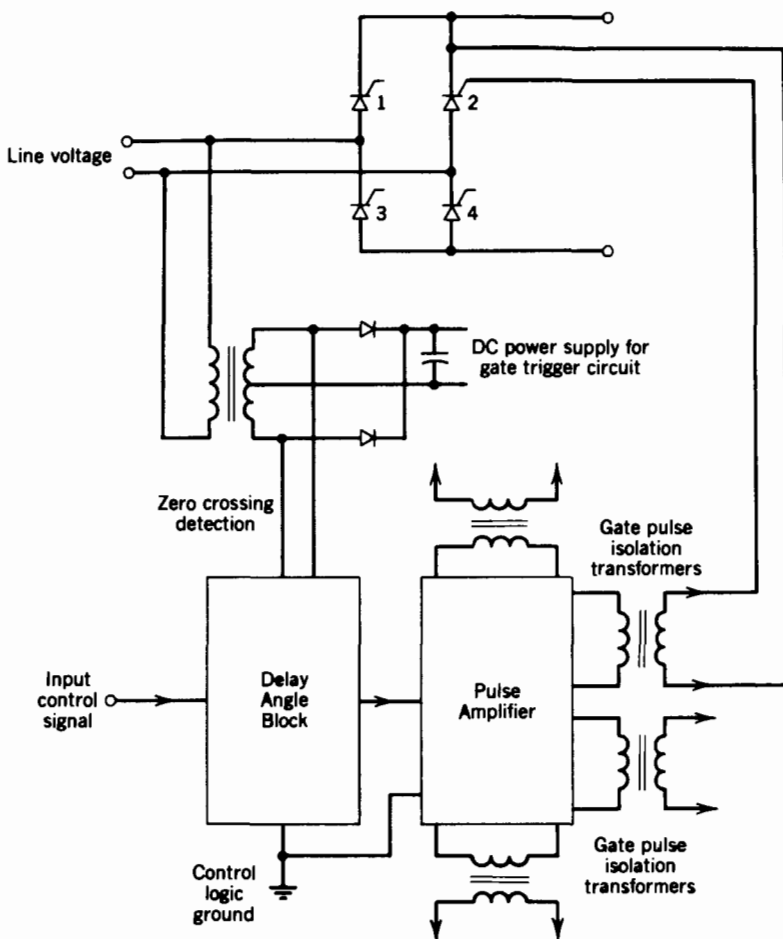 1
2
Line voltage
3
4
DC power supply for
gate trigger circuit
Zero crossing
detection
Gate pulse
isolation
transformers
Input
control
signal
Delay
Angle
Block
Pulse
Amplifier
Control
logic
ground
Gate pulse
isolation
transformers